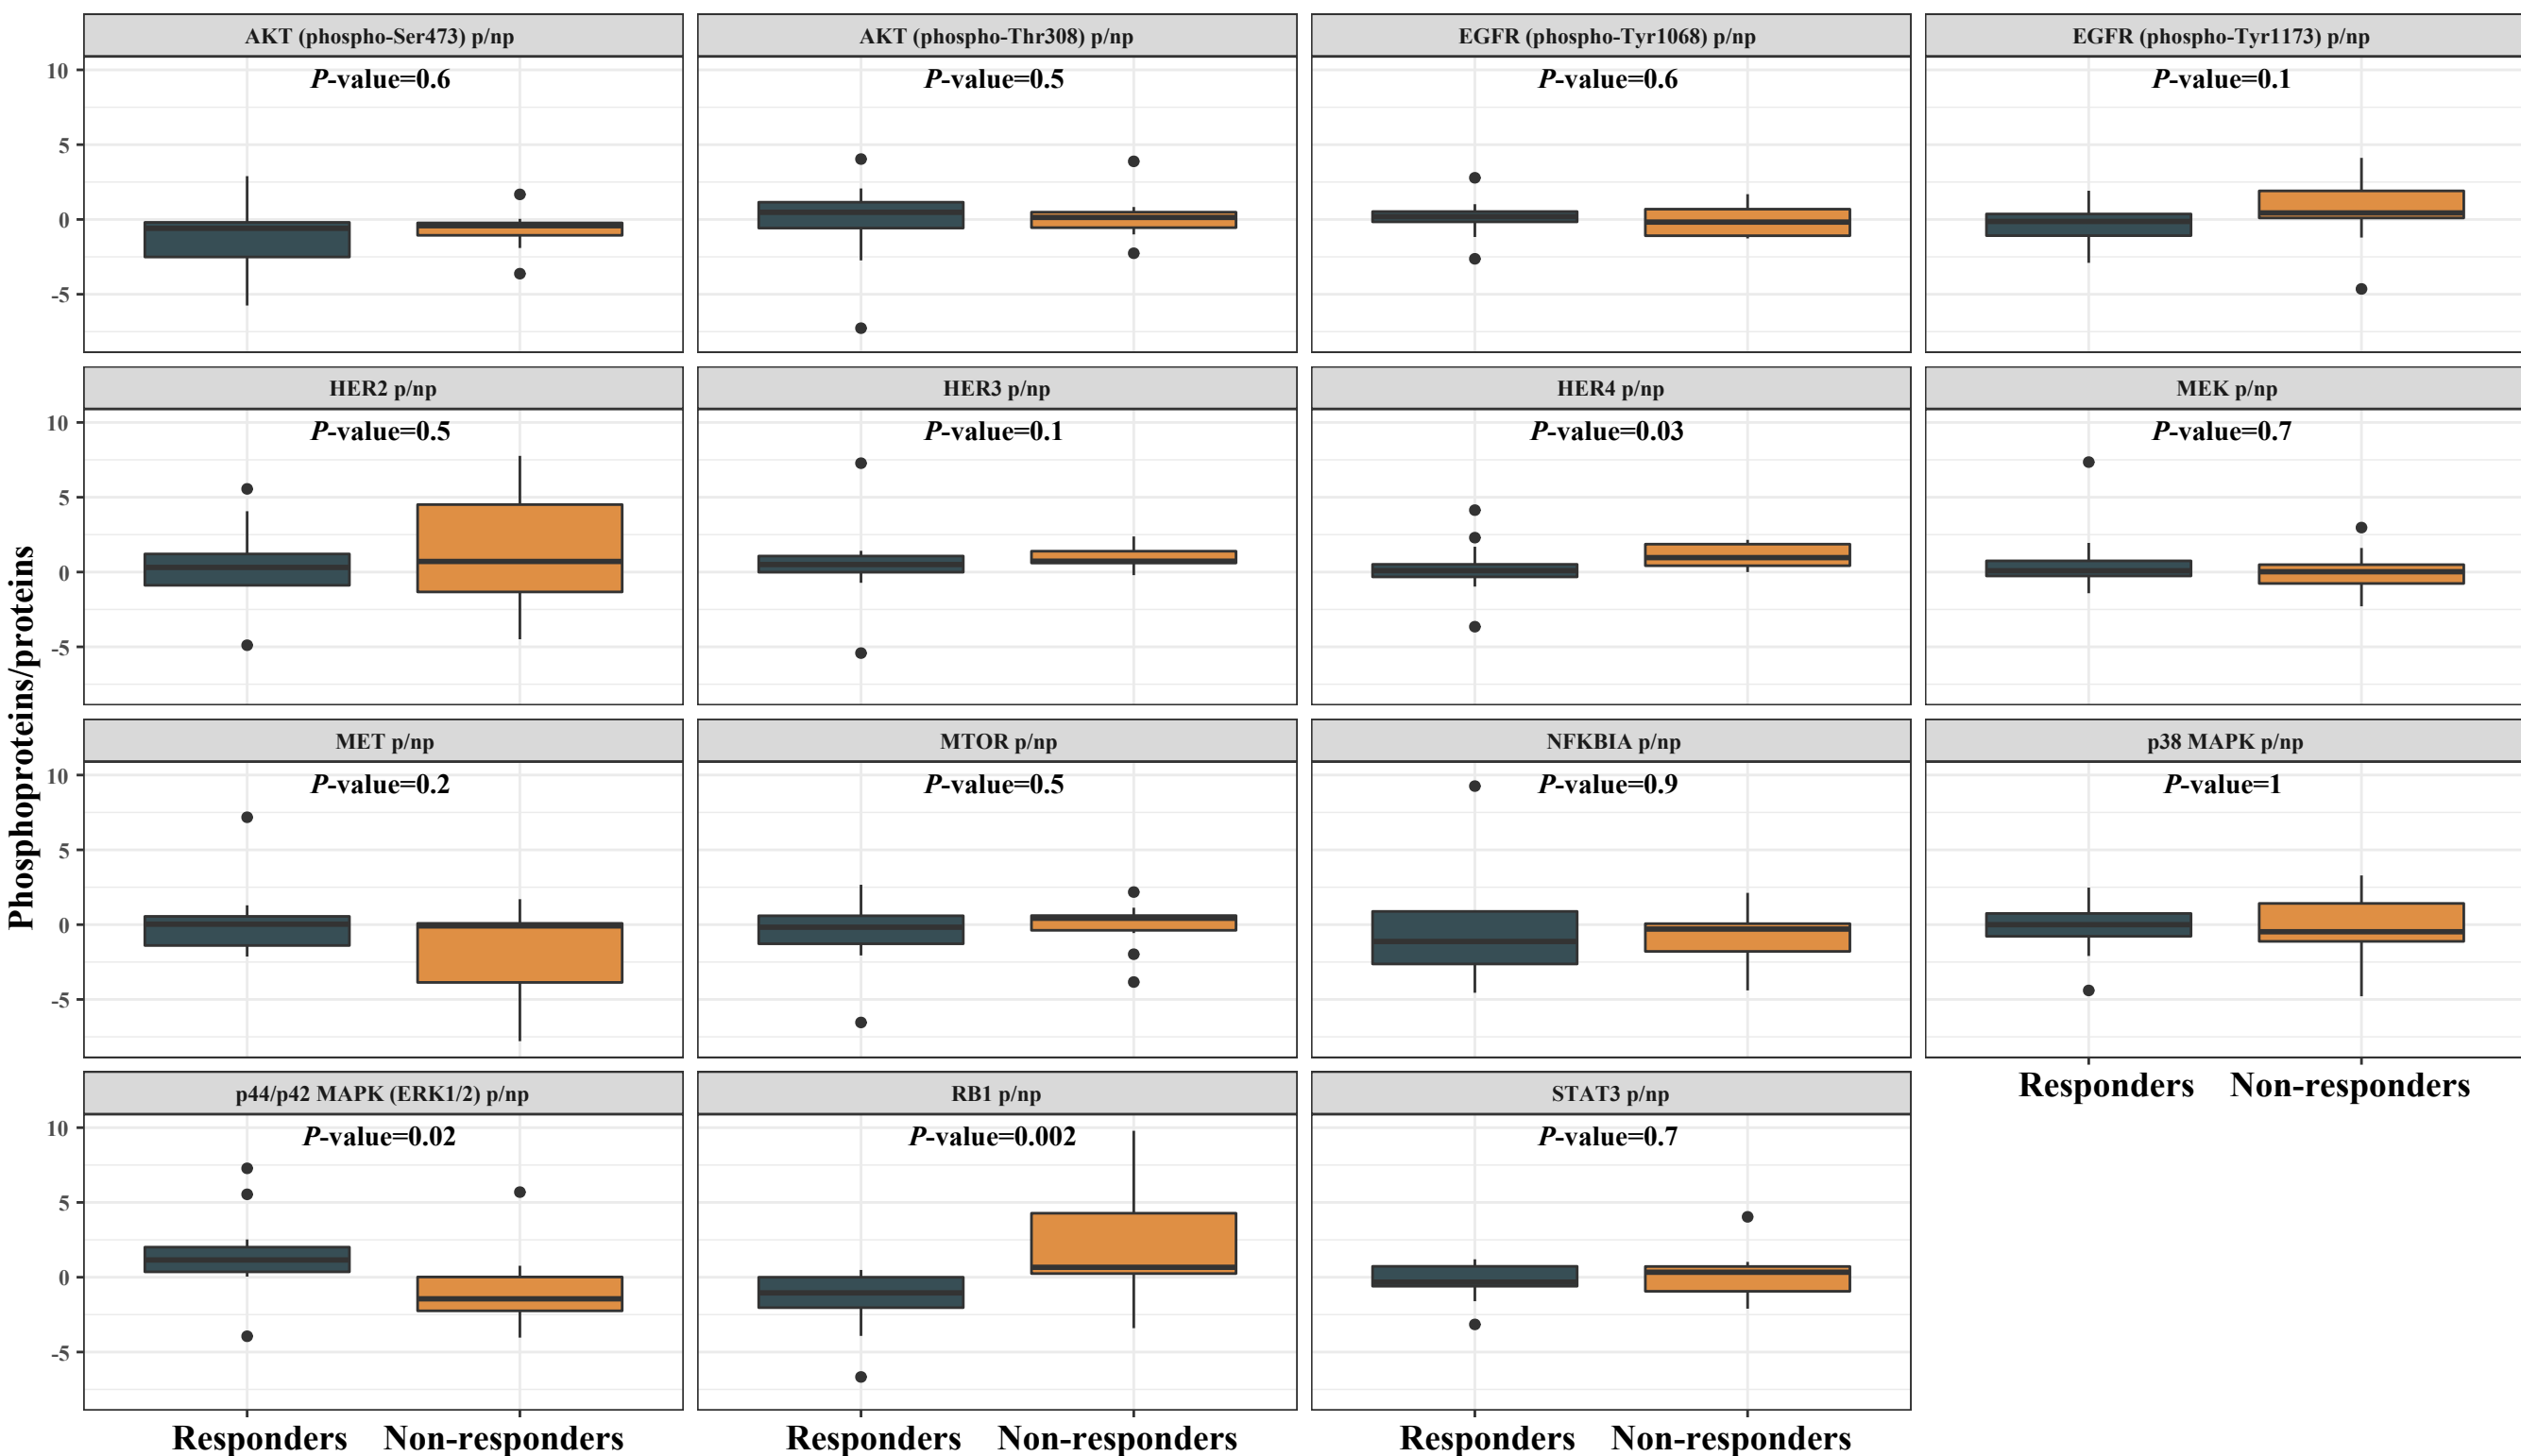 AKT (phospho-Ser473) p/np
AKT (phospho-Thr308) p/np
EGFR (phospho-Tyr1068) p/np
EGFR (phospho-Tyr1173) p/np
P-value=0.6
P-value=0.5
P-value=0.6
P-value=0.1
10
5
0
-5
HER2 p/np
HER3 p/np
HER4 p/np
MEK p/np
P-value=0.5
P-value=0.1
P-value=0.03
P-value=0.7
10
5
0
-5
Phosphoproteins/proteins
MET p/np
MTOR p/np
NFKBIA p/np
p38 MAPK p/np
P-value=0.2
P-value=0.5
P-value=0.9
P-value=1
10
5
0
-5
Responders Non-responders
p44/p42 MAPK (ERK1/2) p/np
RB1 p/np
STAT3 p/np
P-value=0.02
P-value=0.002
P-value=0.7
10
5
0
-5
Responders Non-responders
Responders Non-responders
Responders Non-responders